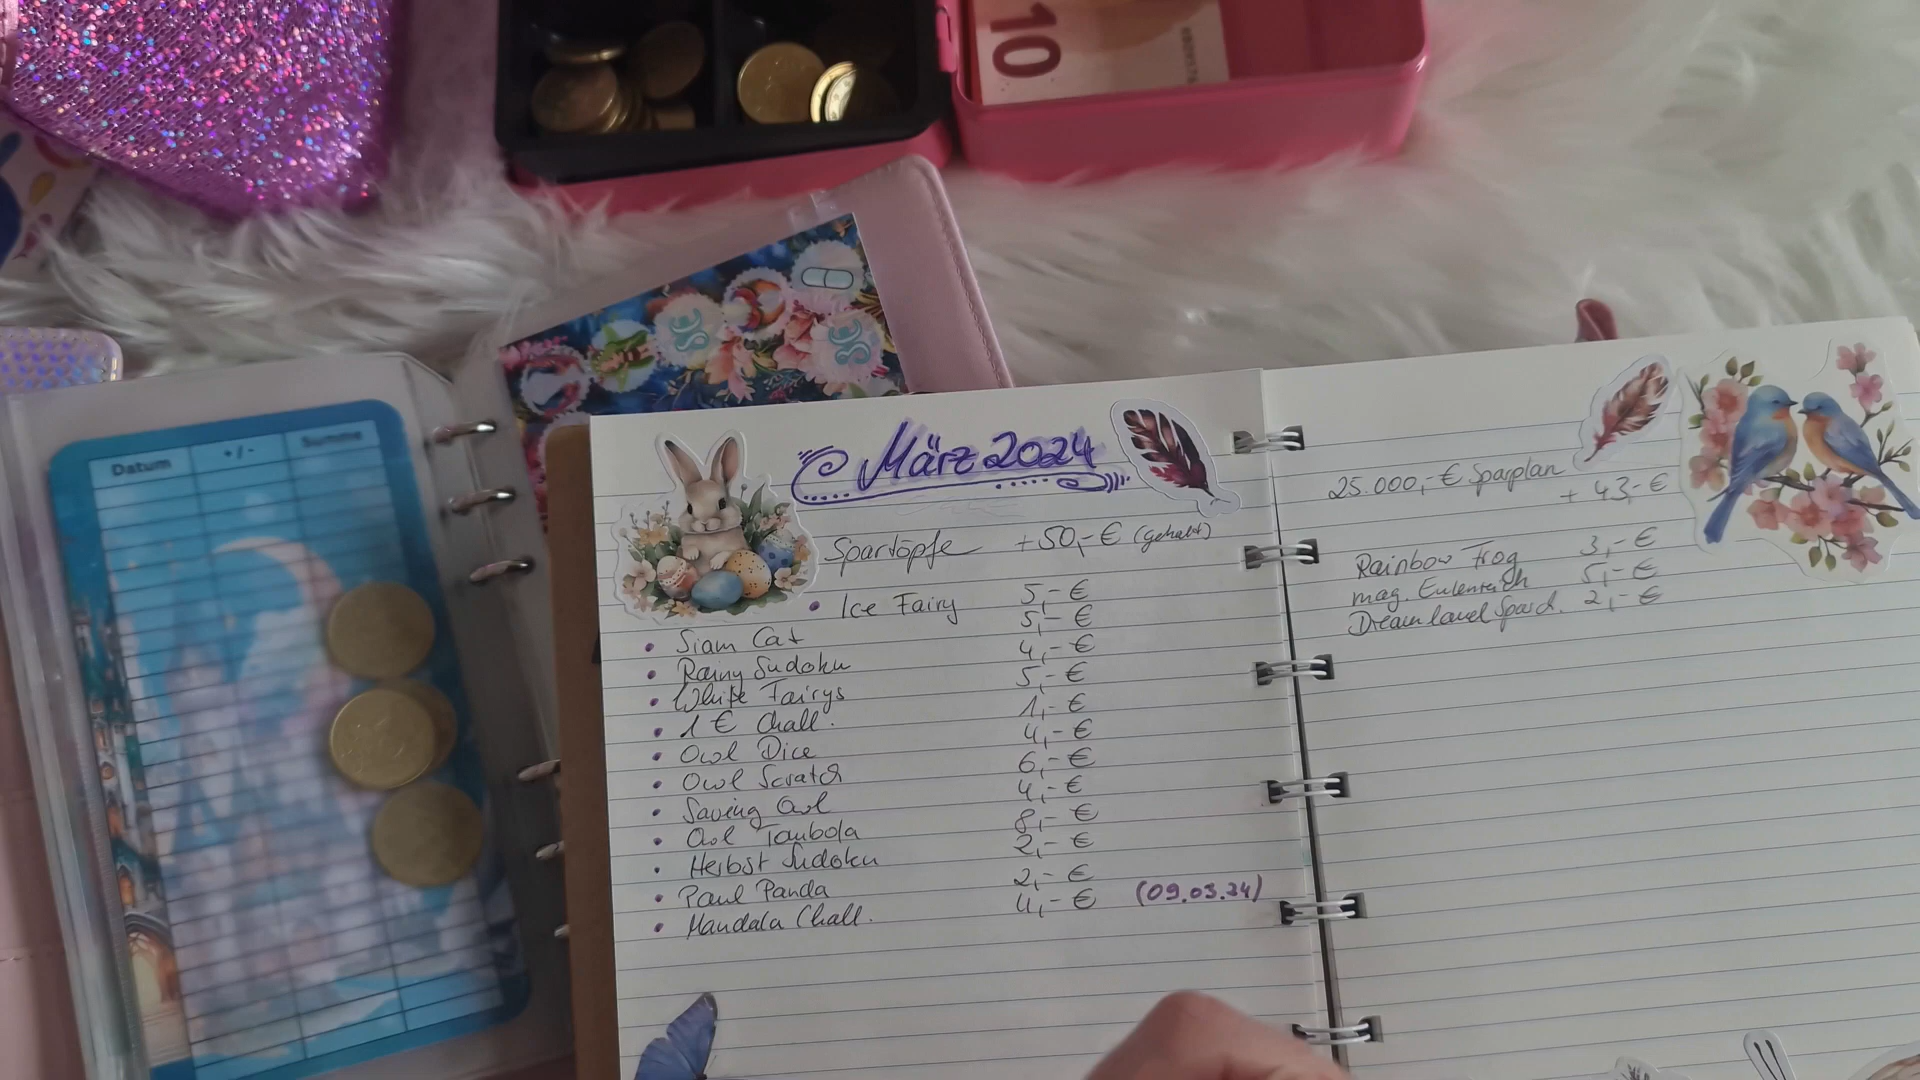 10
Datum +/- Summe
März 2024
Spartöpfe +50,-€ (gehalt)
• Ice Fairy 5,-€
• Siam Cat 5,-€
• Rainy Sudoku 4,-€
• White Fairys 5,-€
• 1 € Chall. 1,-€
• Owl Dice 4,-€
• Owl Scratch 6,-€
• Saving Owl 4,-€
• Owl Tombola 8,-€
• Herbst Sudoku 2,-€
• Paul Panda 2,-€
• Mandala Chall. 4,-€ (09.03.24)
25.000,-€ Sparplan
+ 43,-€
Rainbow Frog 3,-€
mag. Eulenreich 5,-€
2,-€